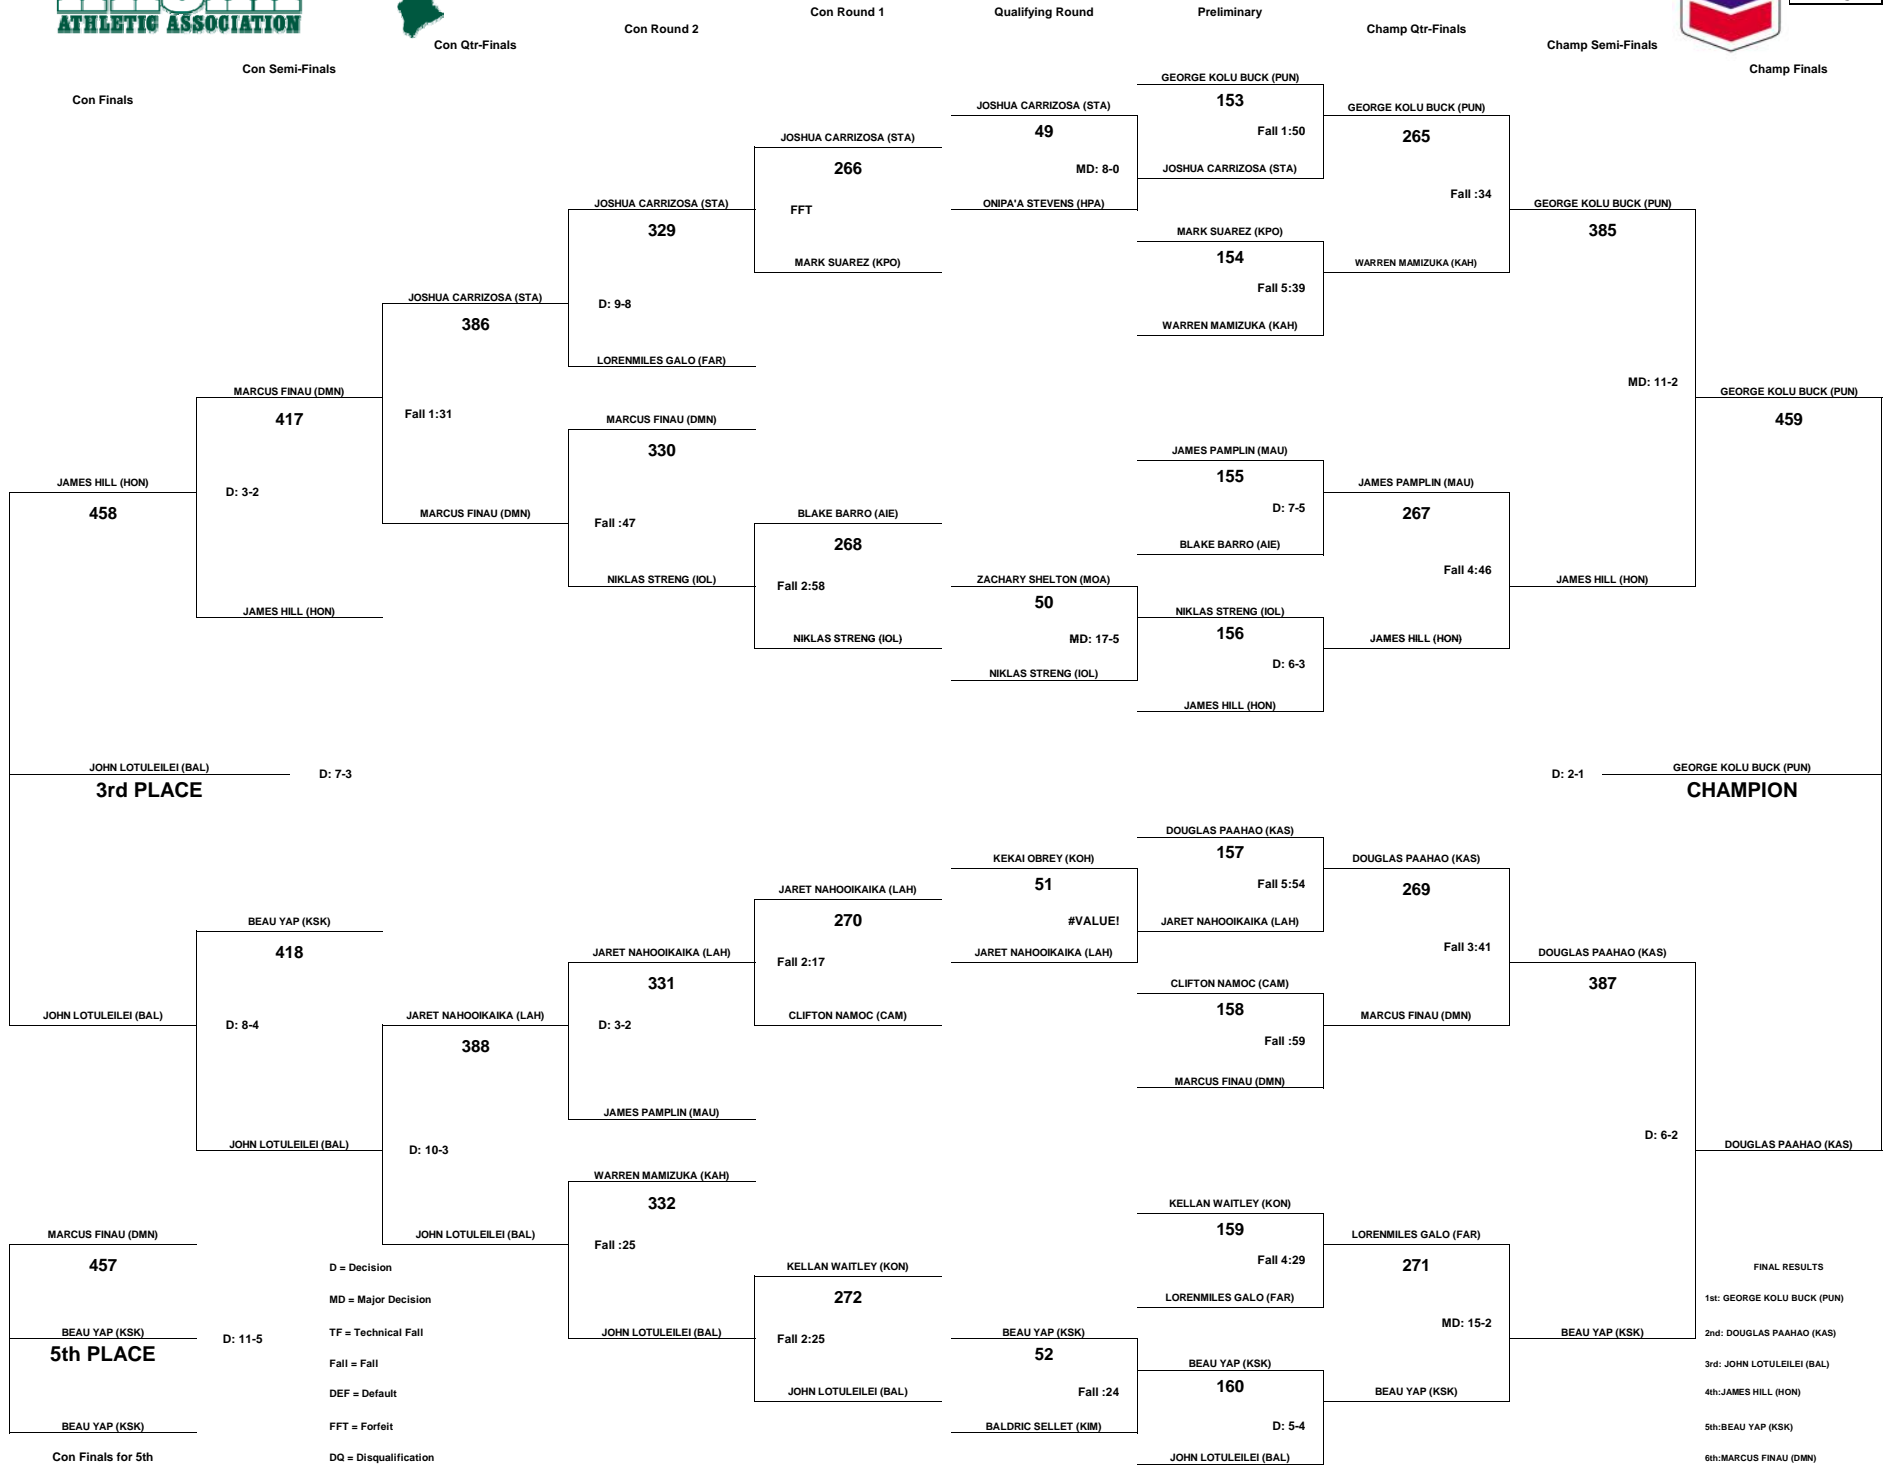 ATHLETIC ASSOCIATION
Con Finals
Con Semi-Finals
Con Qtr-Finals
Con Round 2
Con Round 1
Qualifying Round
Preliminary
Champ Qtr-Finals
Champ Semi-Finals
Champ Finals
GEORGE KOLU BUCK (PUN)
153
Fall 1:50
JOSHUA CARRIZOSA (STA)
MARK SUAREZ (KPO)
154
Fall 5:39
WARREN MAMIZUKA (KAH)
JAMES PAMPLIN (MAU)
155
D: 7-5
BLAKE BARRO (AIE)
NIKLAS STRENG (IOL)
156
D: 6-3
JAMES HILL (HON)
DOUGLAS PAAHAO (KAS)
157
Fall 5:54
JARET NAHOOIKAIKA (LAH)
CLIFTON NAMOC (CAM)
158
Fall :59
MARCUS FINAU (DMN)
KELLAN WAITLEY (KON)
159
Fall 4:29
LORENMILES GALO (FAR)
BEAU YAP (KSK)
160
D: 5-4
JOHN LOTULEILEI (BAL)
JOSHUA CARRIZOSA (STA)
49
MD: 8-0
ONIPA'A STEVENS (HPA)
ZACHARY SHELTON (MOA)
50
MD: 17-5
NIKLAS STRENG (IOL)
KEKAI OBREY (KOH)
51
#VALUE!
JARET NAHOOIKAIKA (LAH)
BEAU YAP (KSK)
52
Fall :24
BALDRIC SELLET (KIM)
GEORGE KOLU BUCK (PUN)
265
Fall :34
WARREN MAMIZUKA (KAH)
JAMES PAMPLIN (MAU)
267
Fall 4:46
JAMES HILL (HON)
DOUGLAS PAAHAO (KAS)
269
Fall 3:41
MARCUS FINAU (DMN)
LORENMILES GALO (FAR)
271
MD: 15-2
BEAU YAP (KSK)
GEORGE KOLU BUCK (PUN)
385
MD: 11-2
JAMES HILL (HON)
DOUGLAS PAAHAO (KAS)
387
D: 6-2
BEAU YAP (KSK)
GEORGE KOLU BUCK (PUN)
459
D: 2-1
GEORGE KOLU BUCK (PUN)
CHAMPION
DOUGLAS PAAHAO (KAS)
JOSHUA CARRIZOSA (STA)
266
FFT
MARK SUAREZ (KPO)
BLAKE BARRO (AIE)
268
Fall 2:58
NIKLAS STRENG (IOL)
JARET NAHOOIKAIKA (LAH)
270
Fall 2:17
CLIFTON NAMOC (CAM)
KELLAN WAITLEY (KON)
272
Fall 2:25
JOHN LOTULEILEI (BAL)
JOSHUA CARRIZOSA (STA)
329
D: 9-8
LORENMILES GALO (FAR)
MARCUS FINAU (DMN)
330
Fall :47
NIKLAS STRENG (IOL)
JARET NAHOOIKAIKA (LAH)
331
D: 3-2
JAMES PAMPLIN (MAU)
WARREN MAMIZUKA (KAH)
332
Fall :25
JOHN LOTULEILEI (BAL)
JOSHUA CARRIZOSA (STA)
386
Fall 1:31
MARCUS FINAU (DMN)
JARET NAHOOIKAIKA (LAH)
388
D: 10-3
JOHN LOTULEILEI (BAL)
MARCUS FINAU (DMN)
417
D: 3-2
JAMES HILL (HON)
BEAU YAP (KSK)
418
D: 8-4
JOHN LOTULEILEI (BAL)
JAMES HILL (HON)
458
JOHN LOTULEILEI (BAL)
D: 7-3
3rd PLACE
JOHN LOTULEILEI (BAL)
MARCUS FINAU (DMN)
457
BEAU YAP (KSK)
D: 11-5
5th PLACE
BEAU YAP (KSK)
Con Finals for 5th
D = Decision
MD = Major Decision
TF = Technical Fall
Fall = Fall
DEF = Default
FFT = Forfeit
DQ = Disqualification
FINAL RESULTS
1st: GEORGE KOLU BUCK (PUN)
2nd: DOUGLAS PAAHAO (KAS)
3rd: JOHN LOTULEILEI (BAL)
4th:JAMES HILL (HON)
5th:BEAU YAP (KSK)
6th:MARCUS FINAU (DMN)